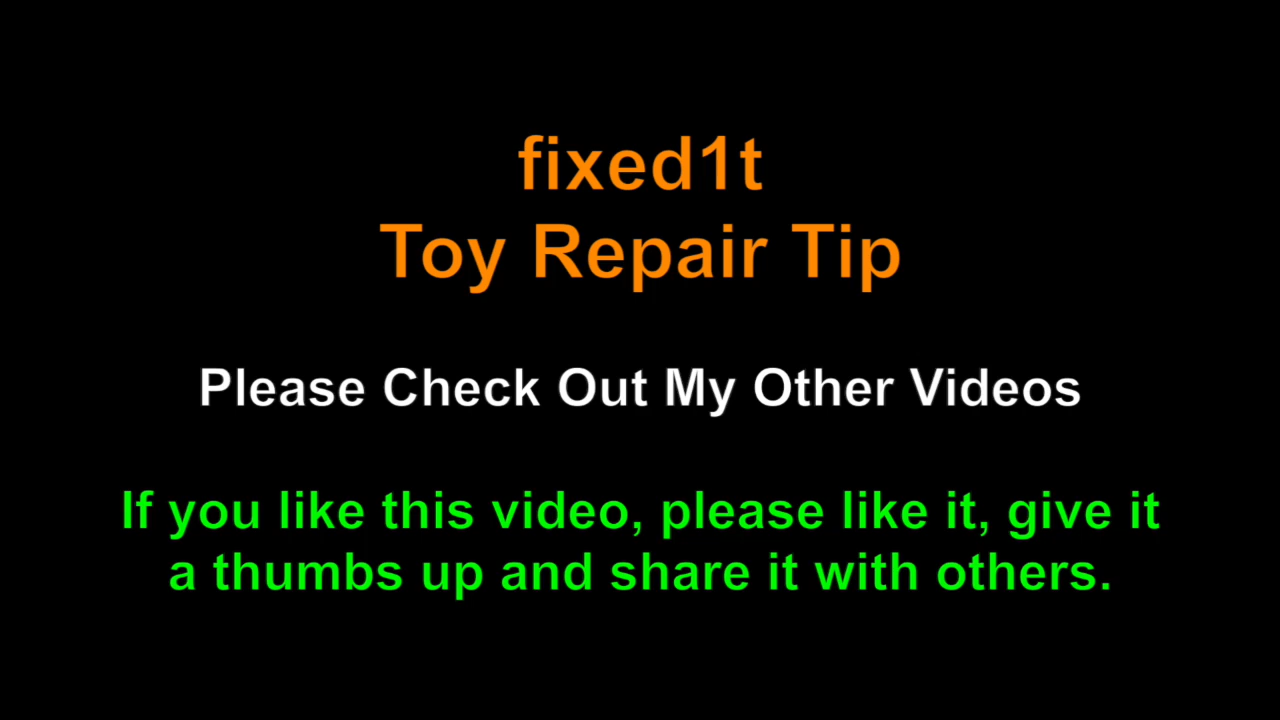 fixed1t
Toy Repair Tip
Please Check Out My Other Videos
If you like this video, please like it, give it
a thumbs up and share it with others.